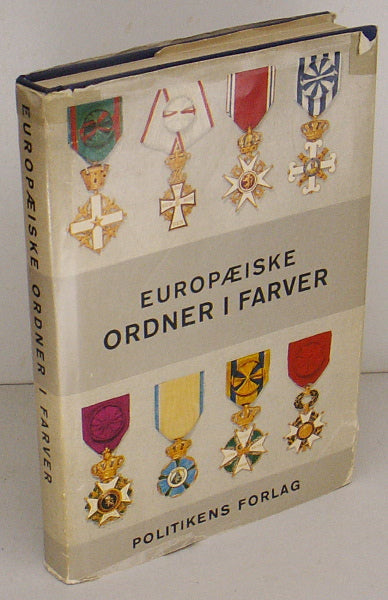 EUROPÆISKE ORDNER I FARVER
EUROPÆISKE
ORDNER I FARVER
POLITIKENS FORLAG